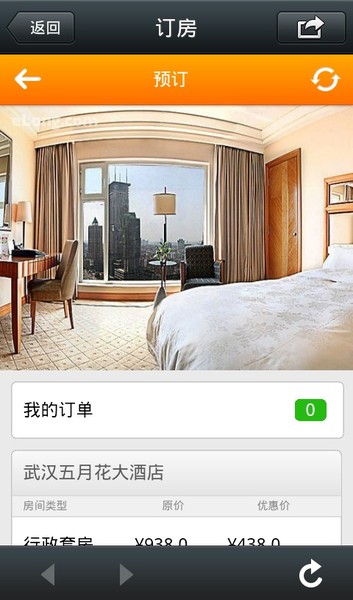 返回
订房
预订
eLong.com
我的订单
0
武汉五月花大酒店
房间类型 原价 优惠价
行政套房 ¥938.0 ¥438.0